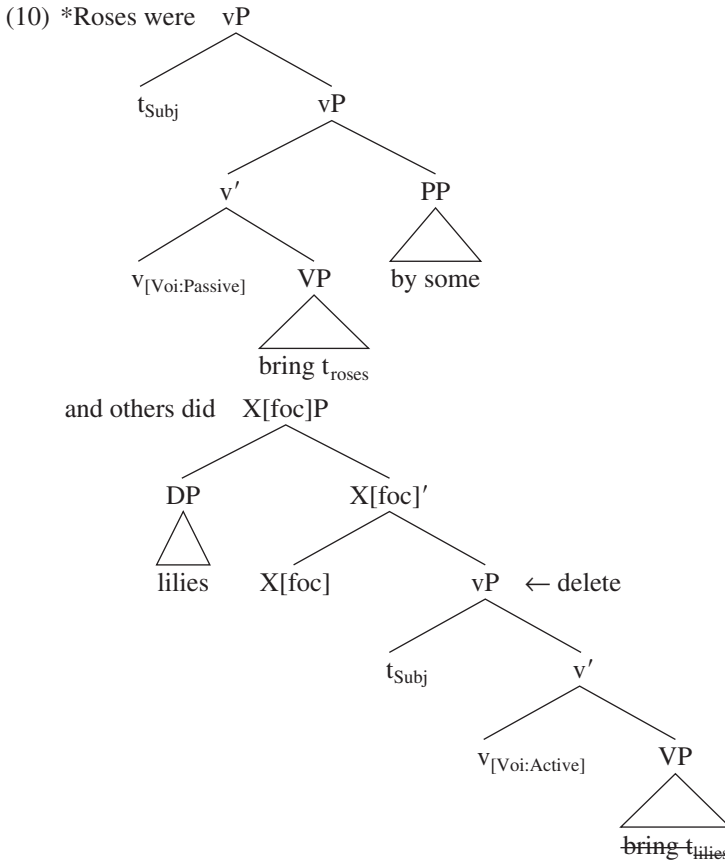 (10) *Roses were vP
t_Subj vP
v′ PP
v_[Voi:Passive] VP by some
bring t_roses
and others did X[foc]P
DP X[foc]′
lilies X[foc] vP ← delete
t_Subj v′
v_[Voi:Active] VP
bring t_lilies